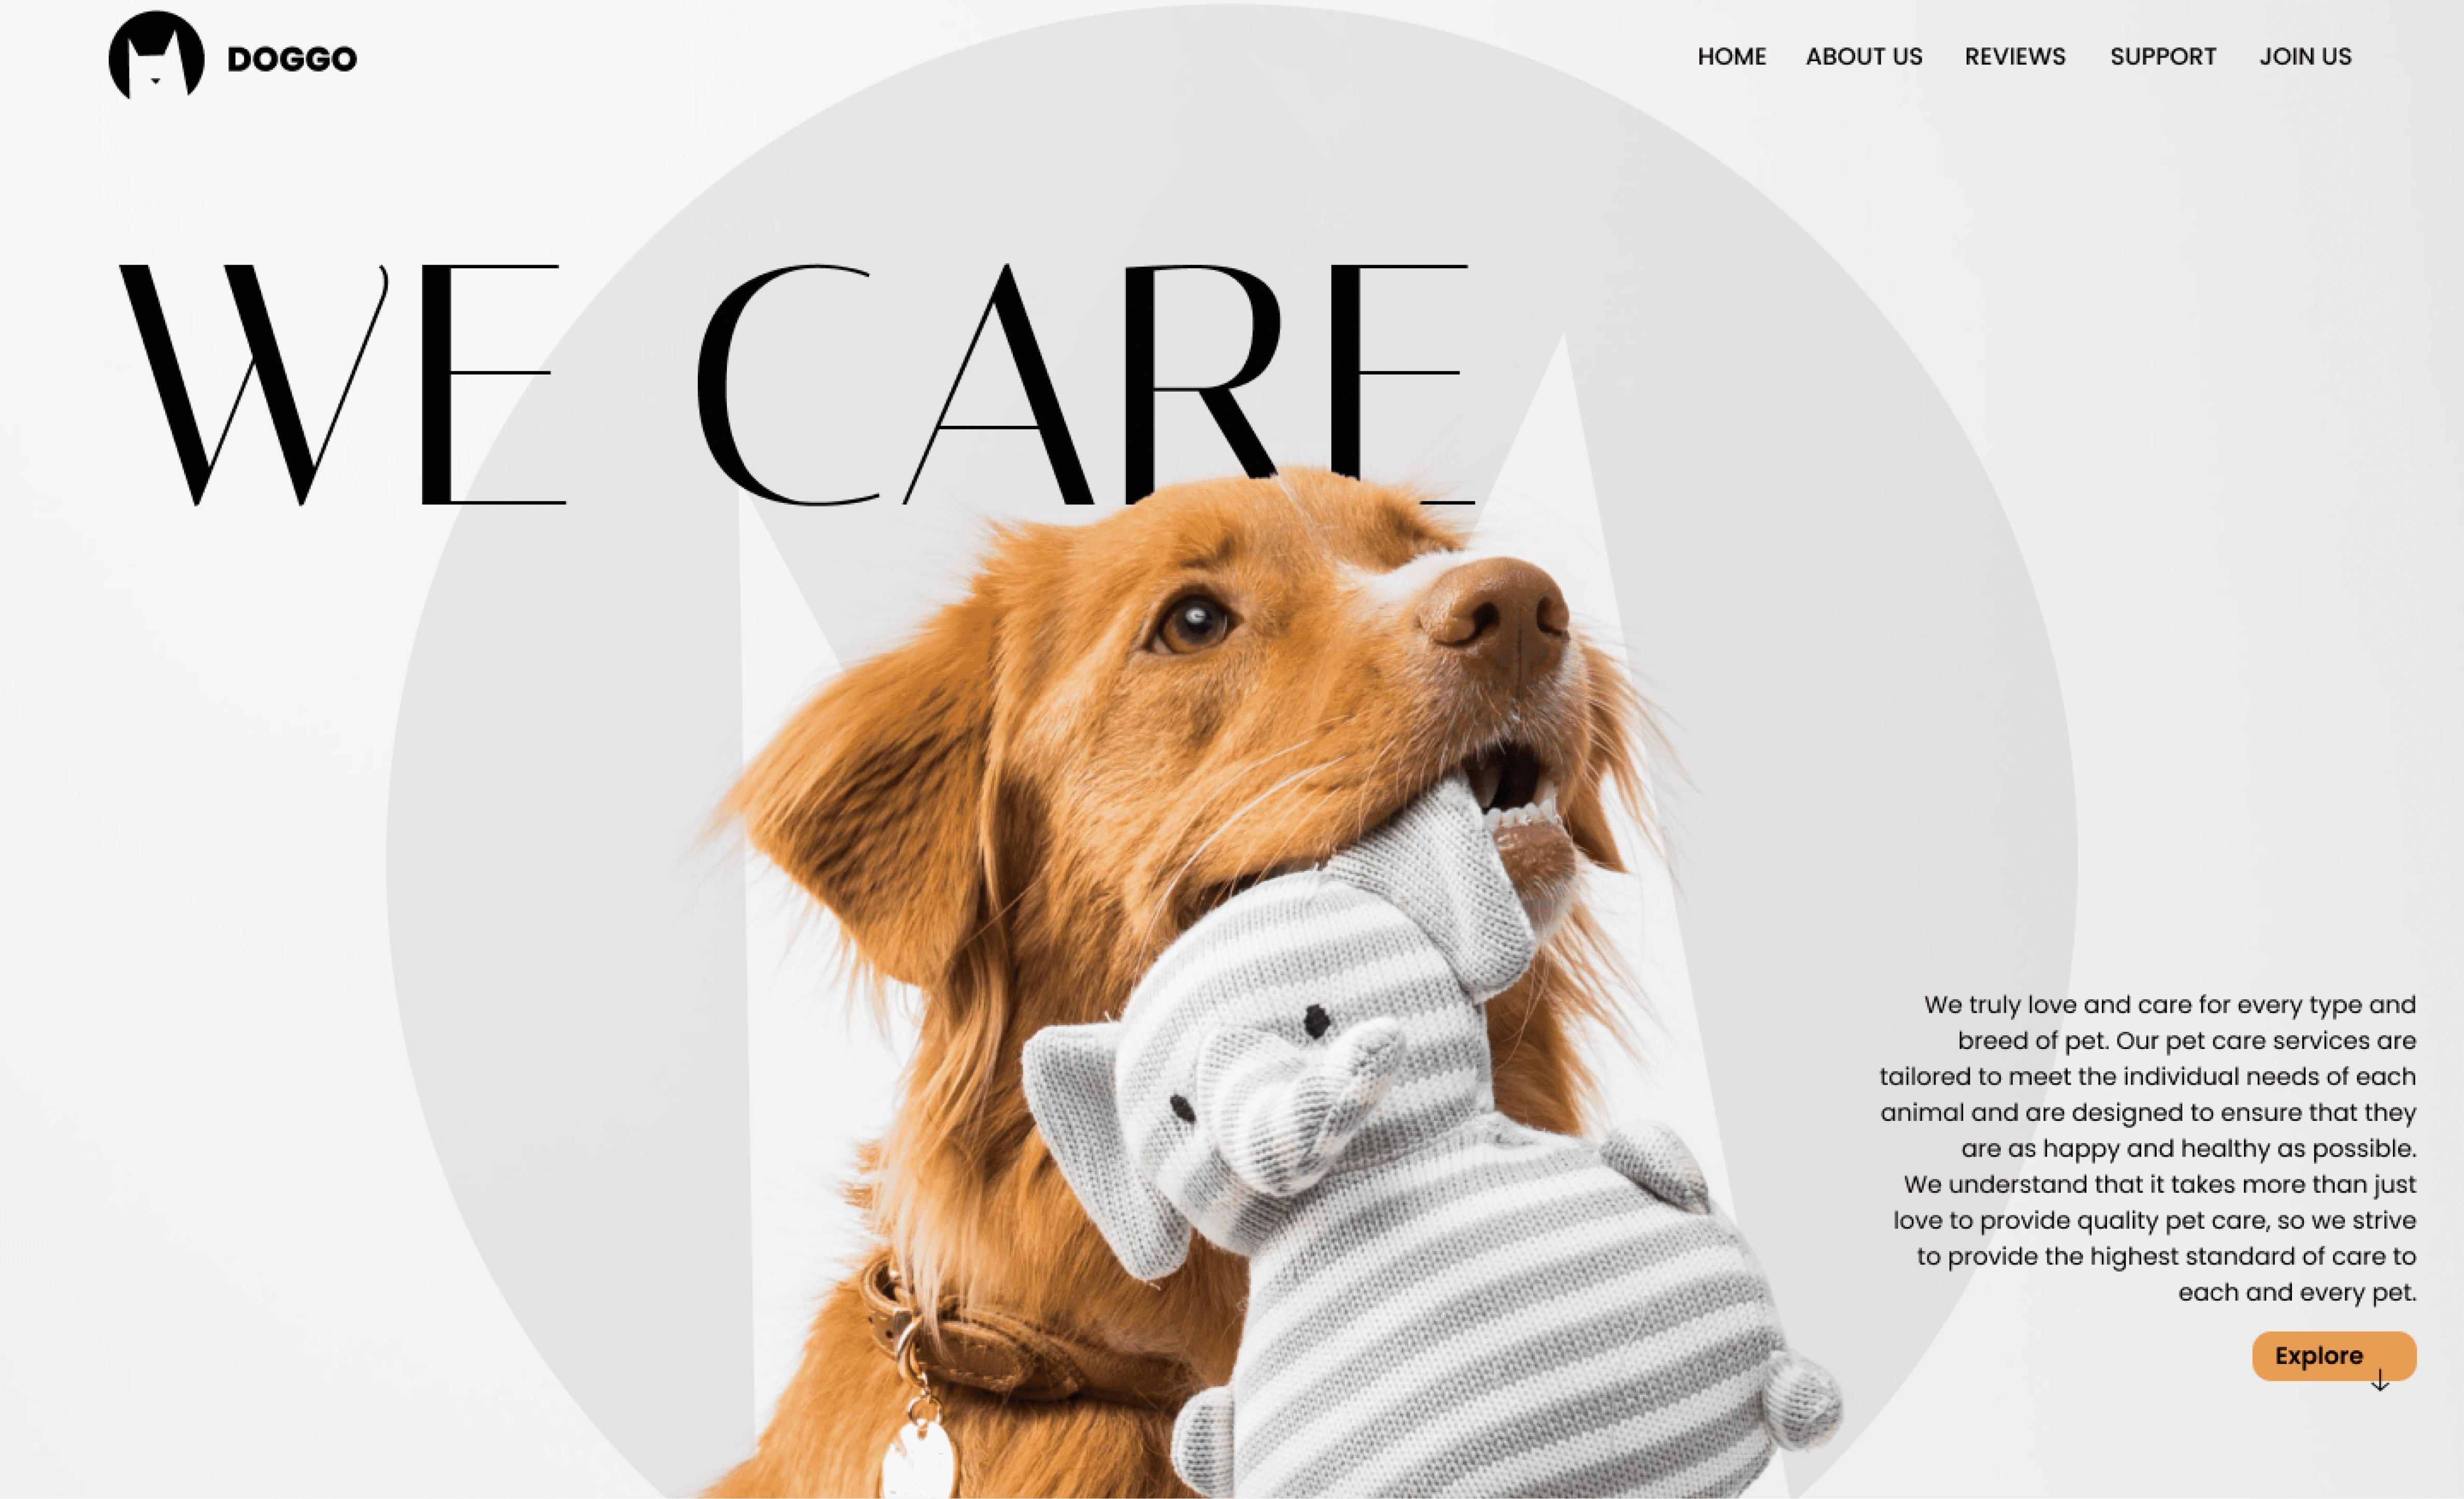 DOGGO
HOME ABOUT US REVIEWS SUPPORT JOIN US
WE CARE
We truly love and care for every type and
breed of pet. Our pet care services are
tailored to meet the individual needs of each
animal and are designed to ensure that they
are as happy and healthy as possible.
We understand that it takes more than just
love to provide quality pet care, so we strive
to provide the highest standard of care to
each and every pet.
Explore